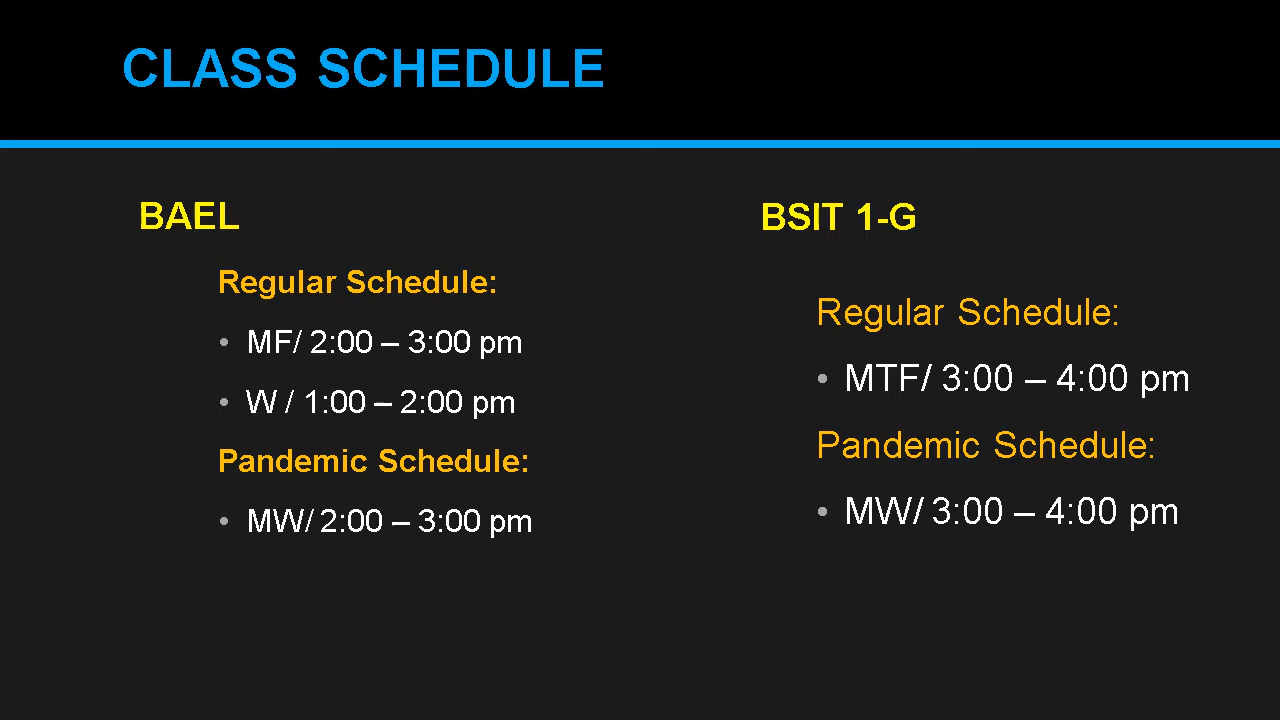 CLASS SCHEDULE
BAEL
Regular Schedule:
• MF/ 2:00 – 3:00 pm
• W / 1:00 – 2:00 pm
Pandemic Schedule:
• MW/ 2:00 – 3:00 pm
BSIT 1-G
Regular Schedule:
• MTF/ 3:00 – 4:00 pm
Pandemic Schedule:
• MW/ 3:00 – 4:00 pm